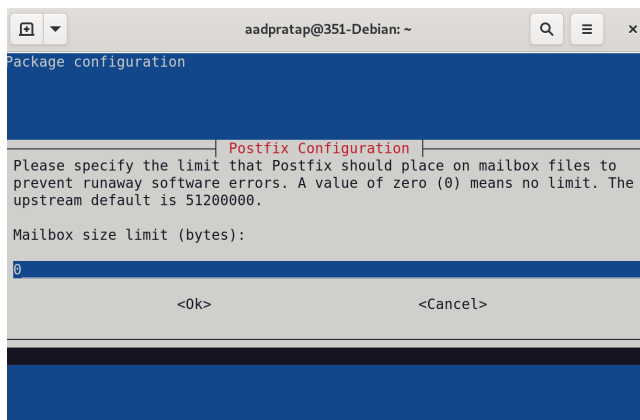 aadpratap@351-Debian: ~
Package configuration
Postfix Configuration
Please specify the limit that Postfix should place on mailbox files to
prevent runaway software errors. A value of zero (0) means no limit. The
upstream default is 51200000.
Mailbox size limit (bytes):
0
<Ok> <Cancel>